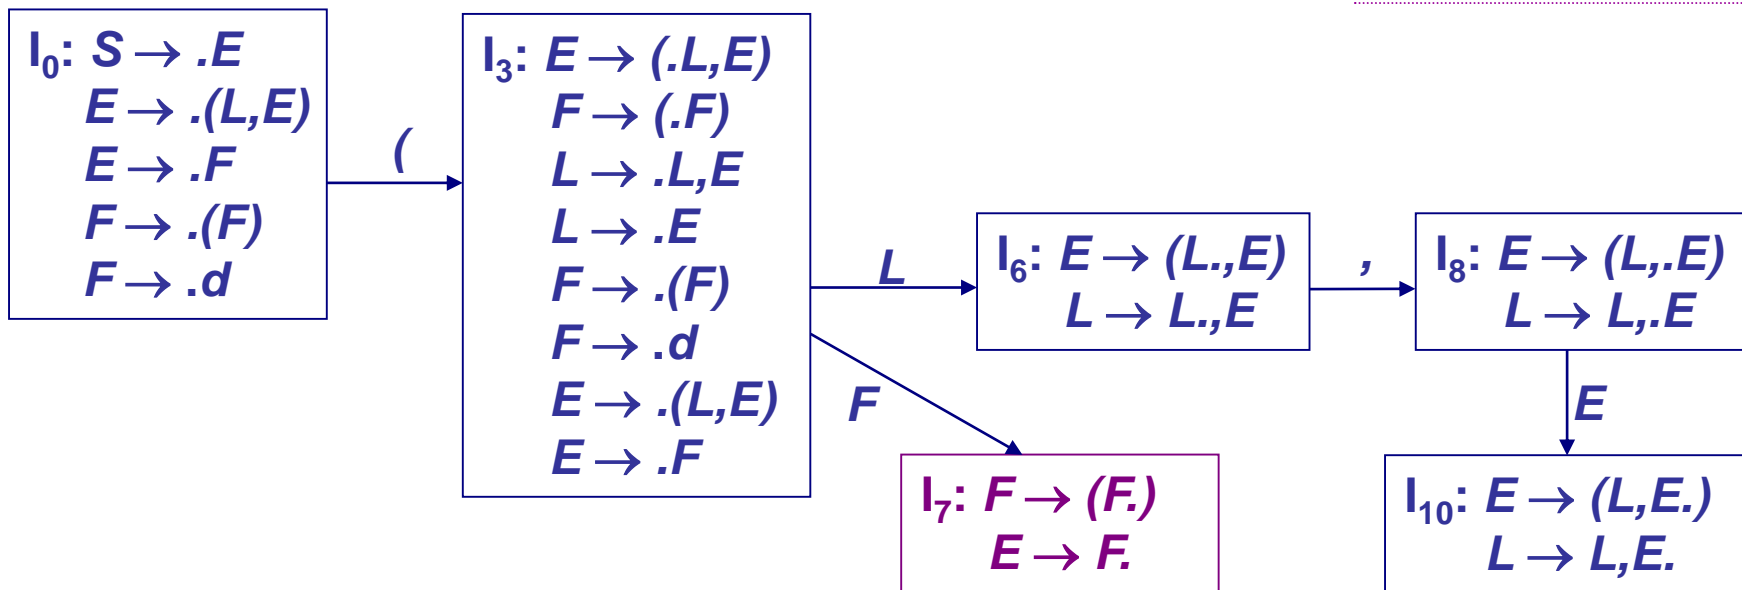 I₀: S → .E
E → .(L,E)
E → .F
F → .(F)
F → .d
(
I₃: E → (.L,E)
F → (.F)
L → .L,E
L → .E
F → .(F)
F → .d
E → .(L,E)
E → .F
L
F
I₆: E → (L.,E)
L → L.,E
,
I₈: E → (L,.E)
L → L,.E
E
I₇: F → (F.)
E → F.
I₁₀: E → (L,E.)
L → L,E.